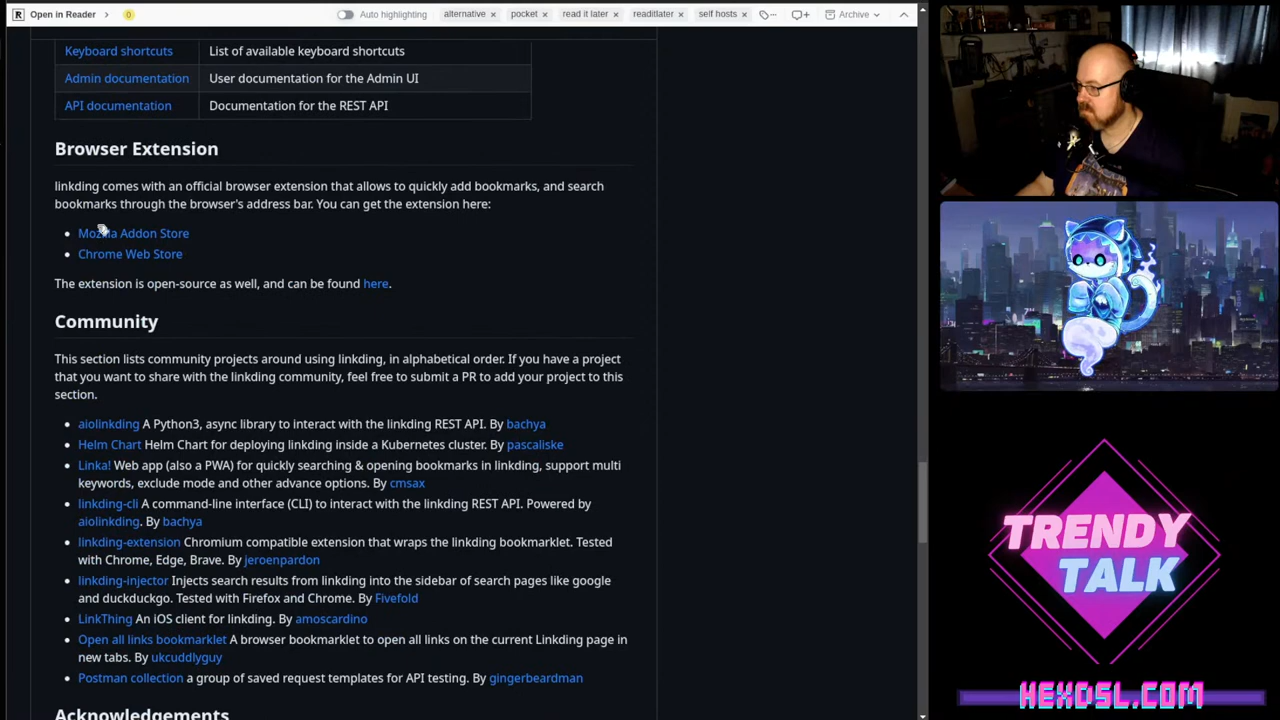 R Open in Reader > 0 Auto highlighting alternative × pocket × read it later × readitlater × self hosts × Archive
Keyboard shortcuts List of available keyboard shortcuts
Admin documentation User documentation for the Admin UI
API documentation Documentation for the REST API
Browser Extension
linkding comes with an official browser extension that allows to quickly add bookmarks, and search
bookmarks through the browser's address bar. You can get the extension here:
• Mozilla Addon Store
• Chrome Web Store
The extension is open-source as well, and can be found here.
Community
This section lists community projects around using linkding, in alphabetical order. If you have a project
that you want to share with the linkding community, feel free to submit a PR to add your project to this
section.
• aiolinkding A Python3, async library to interact with the linkding REST API. By bachya
• Helm Chart Helm Chart for deploying linkding inside a Kubernetes cluster. By pascaliske
• Linka! Web app (also a PWA) for quickly searching & opening bookmarks in linkding, support multi
keywords, exclude mode and other advance options. By cmsax
• linkding-cli A command-line interface (CLI) to interact with the linkding REST API. Powered by
aiolinkding. By bachya
• linkding-extension Chromium compatible extension that wraps the linkding bookmarklet. Tested
with Chrome, Edge, Brave. By jeroenpardon
• linkding-injector Injects search results from linkding into the sidebar of search pages like google
and duckduckgo. Tested with Firefox and Chrome. By Fivefold
• LinkThing An iOS client for linkding. By amoscardino
• Open all links bookmarklet A browser bookmarklet to open all links on the current Linkding page in
new tabs. By ukcuddlyguy
• Postman collection a group of saved request templates for API testing. By gingerbeardman
Acknowledgements
TRENDY
TALK
HEXDSL.COM